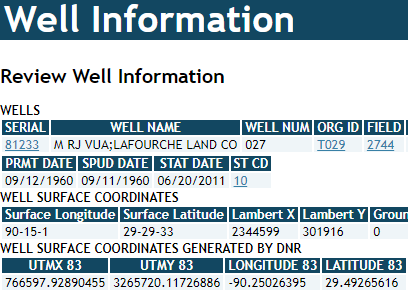 Well Information
Review Well Information
WELLS
SERIAL WELL NAME WELL NUM ORG ID FIELD
81233 M RJ VUA;LAFOURCHE LAND CO 027 T029 2744
PRMT DATE SPUD DATE STAT DATE ST CD
09/12/1960 09/11/1960 06/20/2011 10
WELL SURFACE COORDINATES
Surface Longitude Surface Latitude Lambert X Lambert Y Groun
90-15-1 29-29-33 2344599 301916 0
WELL SURFACE COORDINATES GENERATED BY DNR
UTMX 83 UTMY 83 LONGITUDE 83 LATITUDE 83
766597.92890455 3265720.11726886 -90.25026395 29.49265616